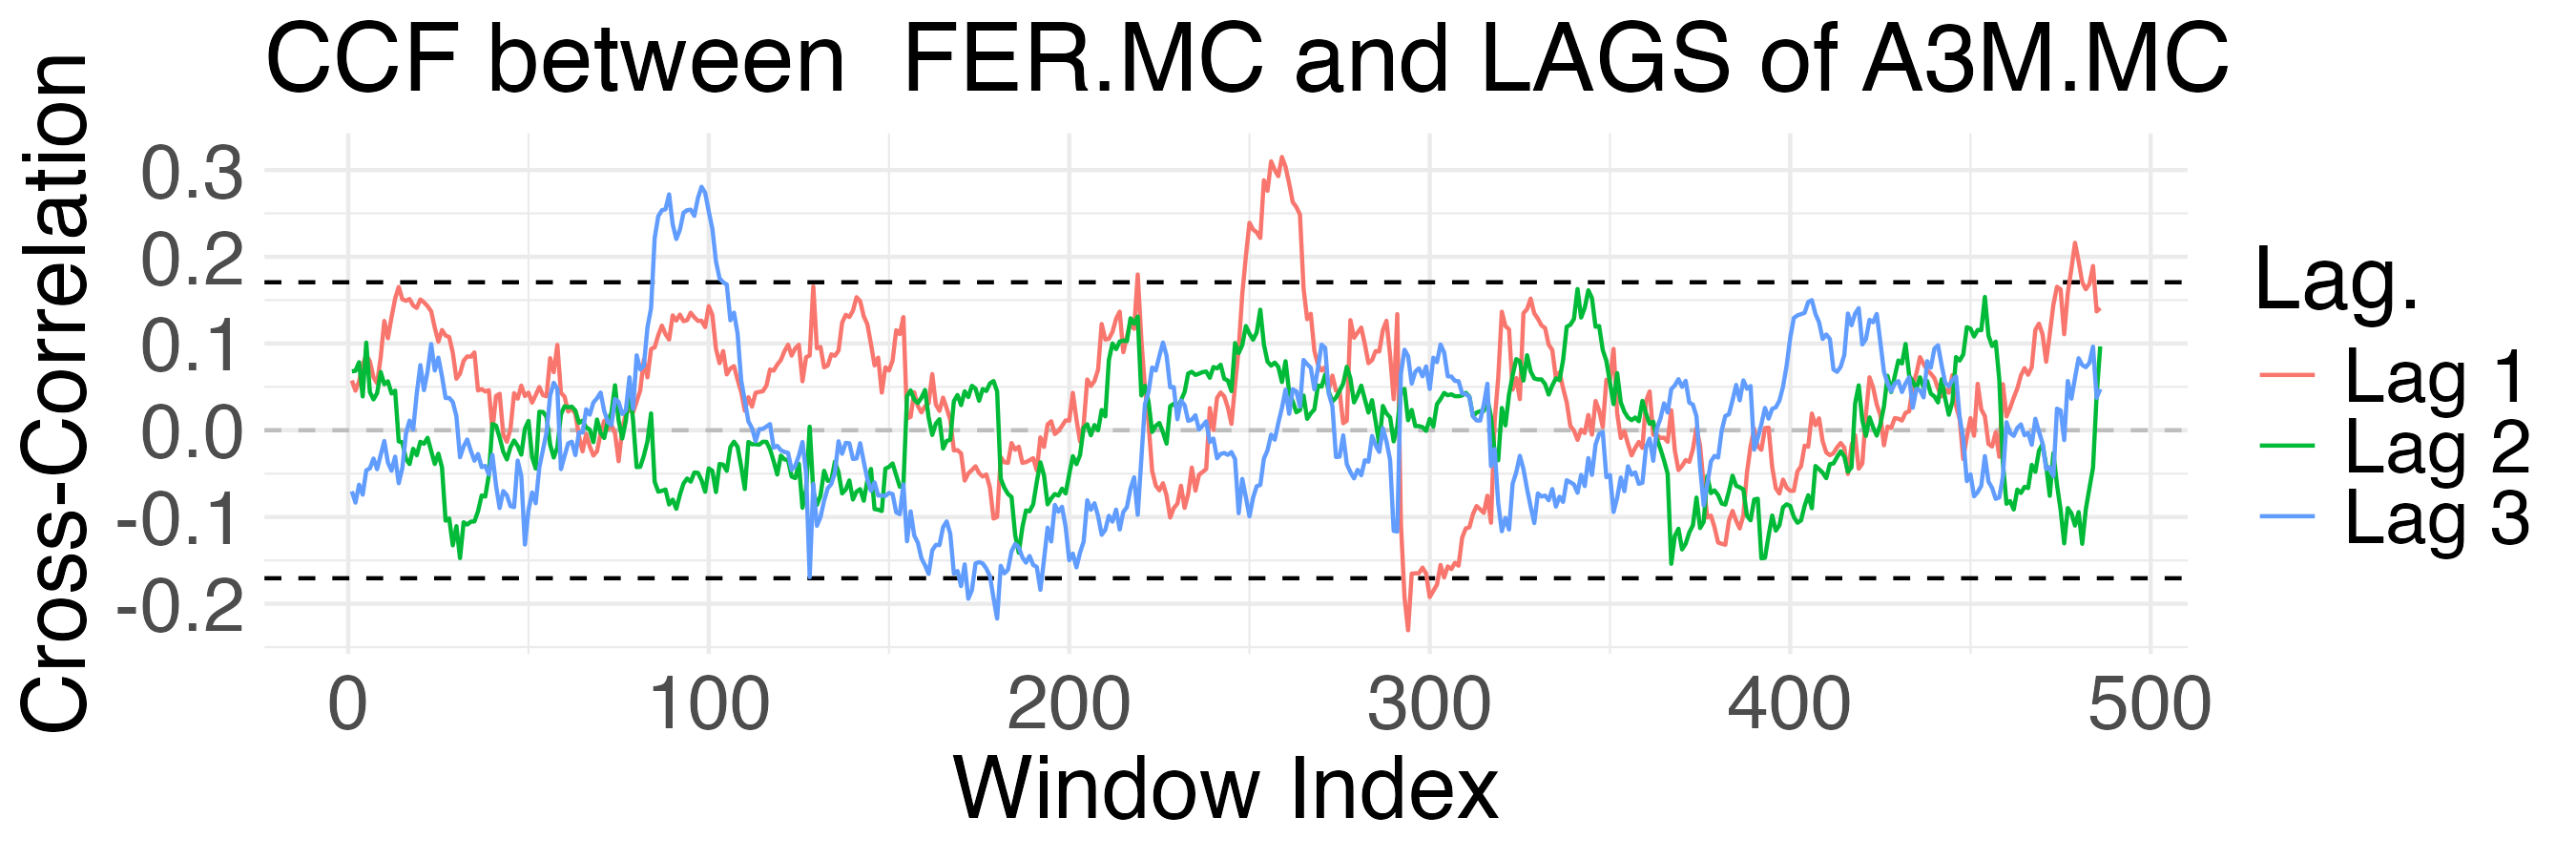 CCF between  FER.MC and LAGS of A3M.MC
Cross-Correlation
0.3
0.2
0.1
0.0
-0.1
-0.2
0 100 200 300 400 500
Window Index
Lag.
Lag 1
Lag 2
Lag 3